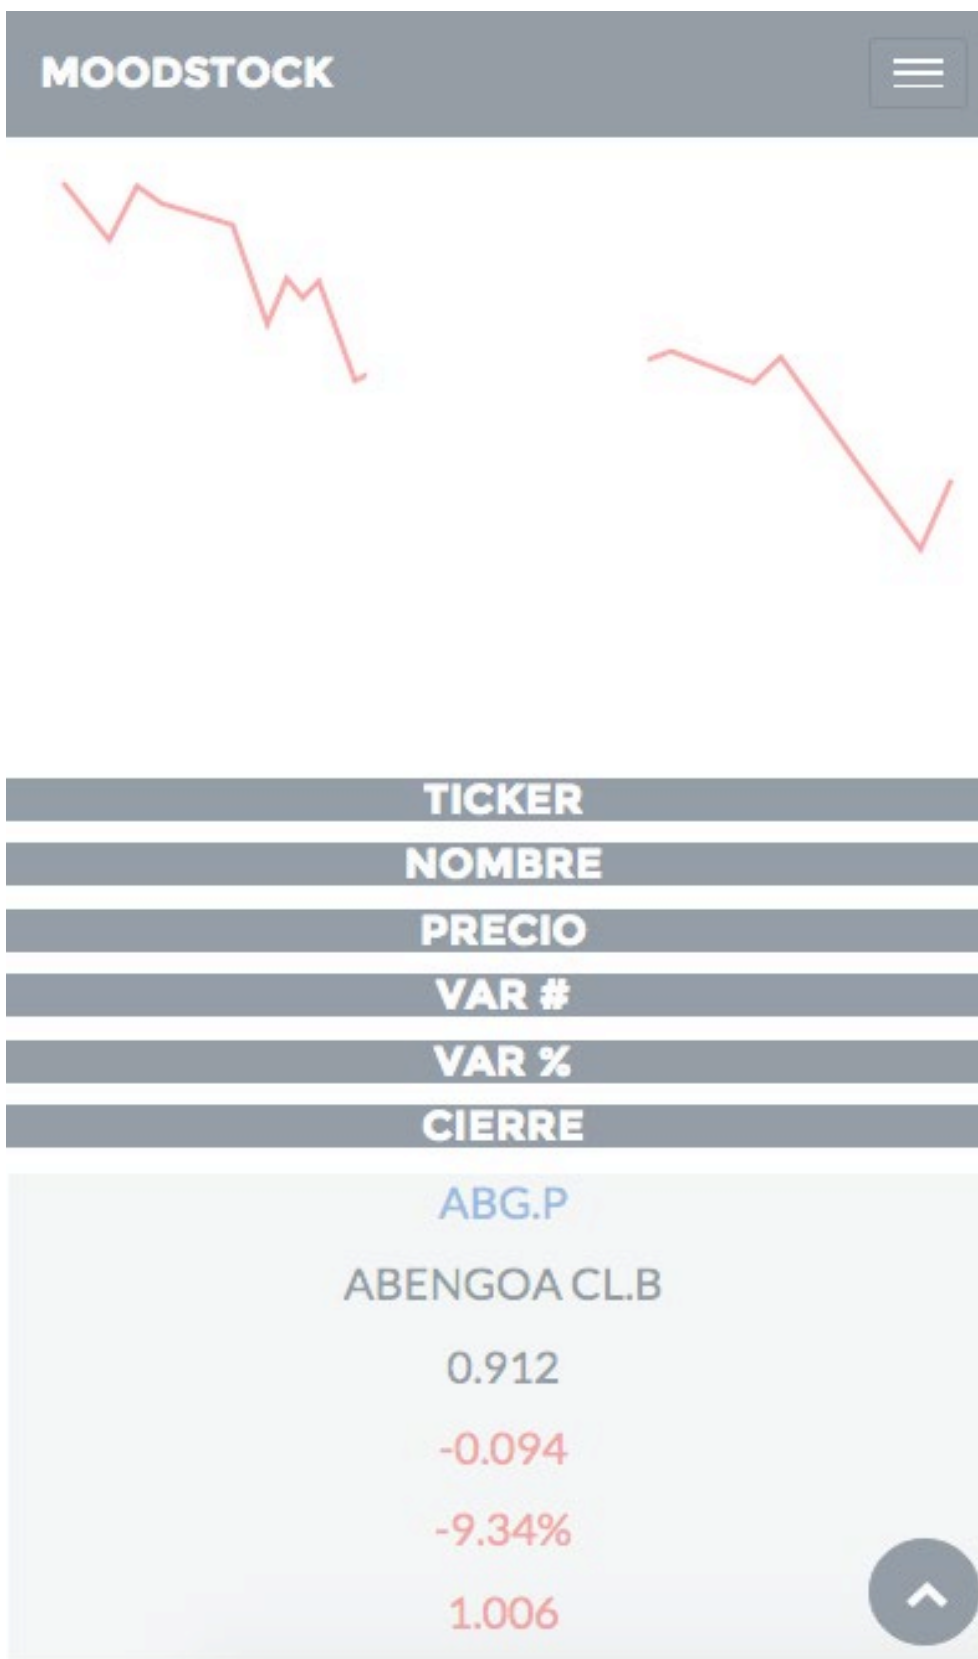 MOODSTOCK
TICKER
NOMBRE
PRECIO
VAR #
VAR %
CIERRE
ABG.P
ABENGOA CL.B
0.912
-0.094
-9.34%
1.006